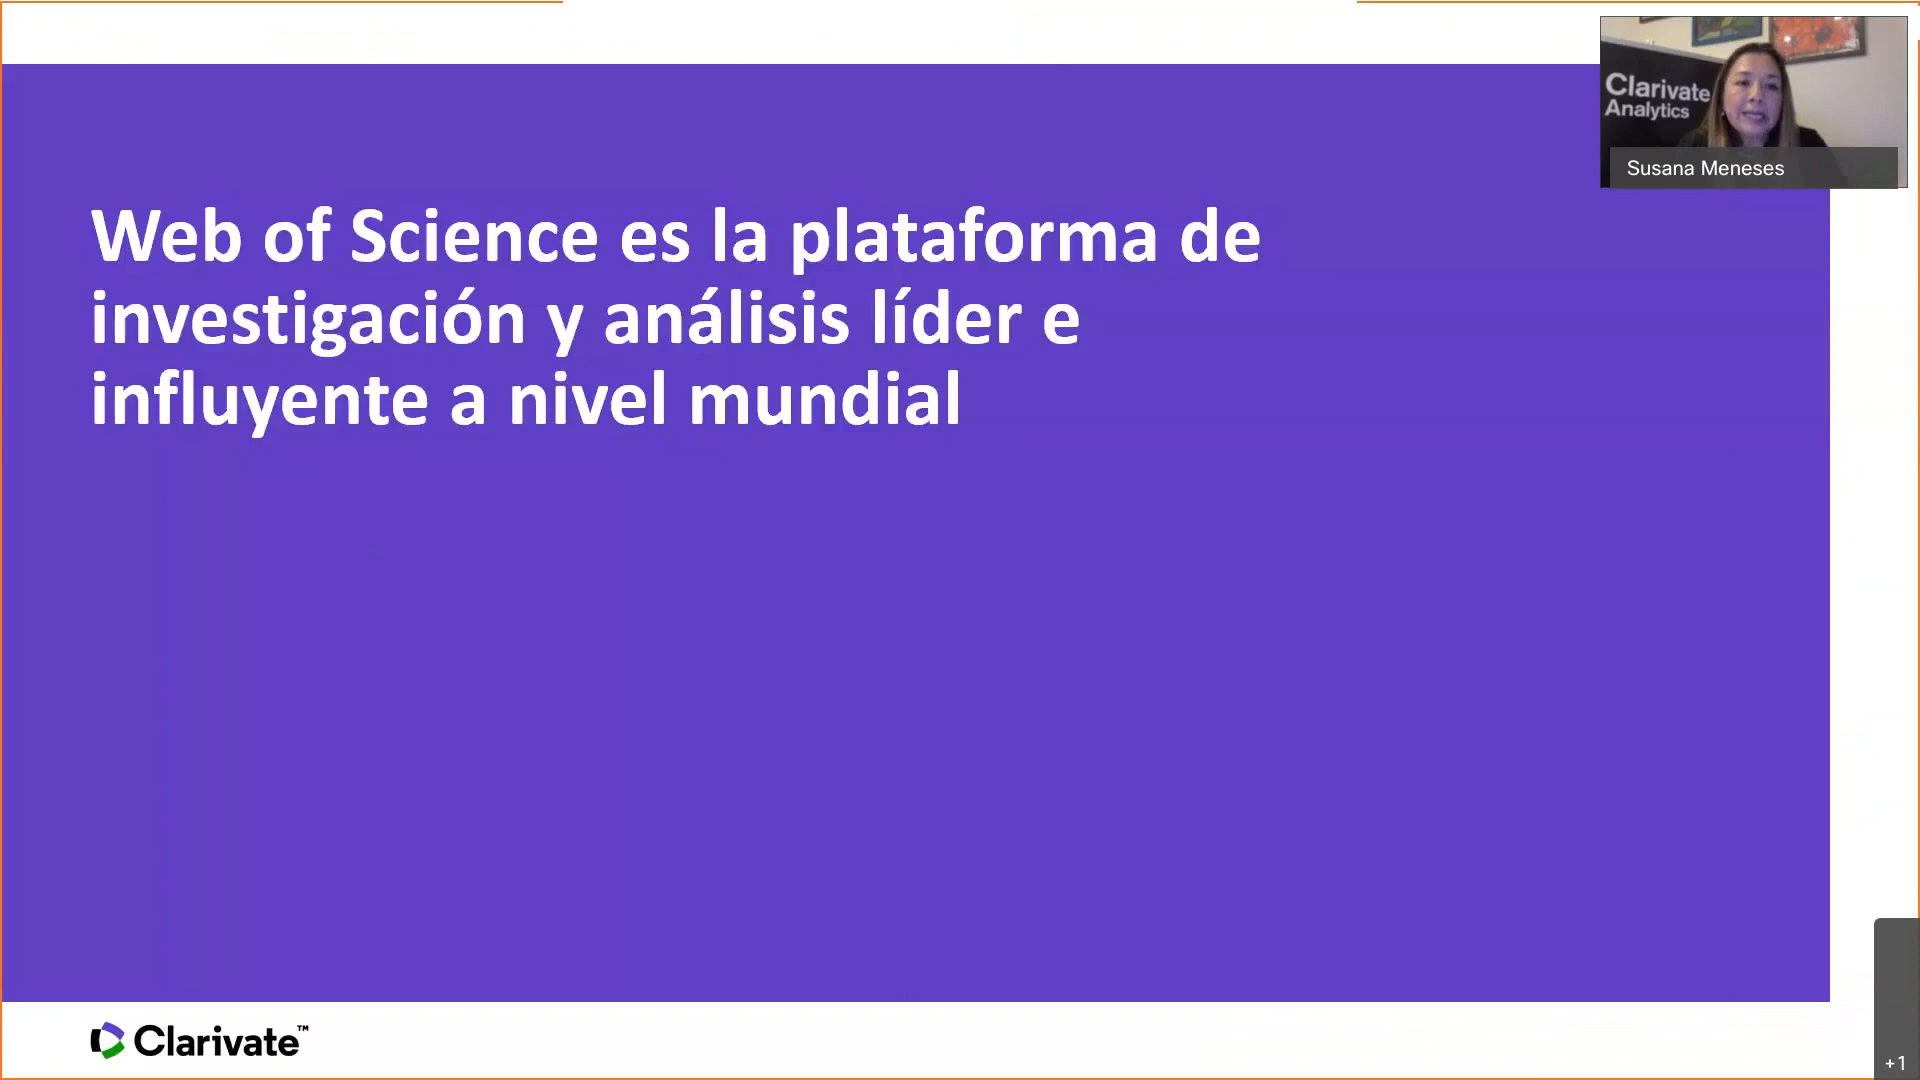 Clarivate
Analytics
Susana Meneses
Web of Science es la plataforma de
investigación y análisis líder e
influyente a nivel mundial
Clarivate™
+1